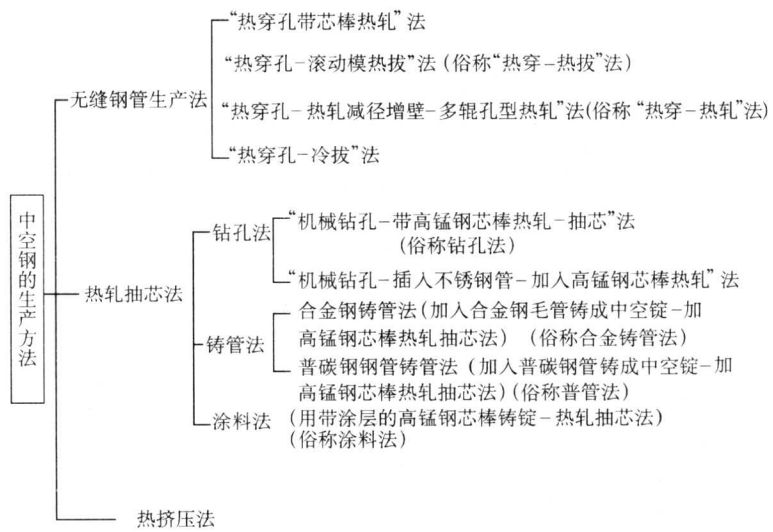 中空钢的生产方法
无缝钢管生产法
“热穿孔带芯棒热轧”法
“热穿孔-滚动模热拔”法(俗称“热穿-热拔”法)
“热穿孔-热轧减径增壁-多辊孔型热轧”法(俗称“热穿-热轧”法)
“热穿孔-冷拔”法
热轧抽芯法
钻孔法
“机械钻孔-带高锰钢芯棒热轧-抽芯”法
(俗称钻孔法)
“机械钻孔-插入不锈钢管-加入高锰钢芯棒热轧”法
铸管法
合金钢铸管法(加入合金钢毛管铸成中空锭-加
高锰钢芯棒热轧抽芯法) (俗称合金铸管法)
普碳钢钢管铸管法(加入普碳钢管铸成中空锭-加
高锰钢芯棒热轧抽芯法)(俗称普管法)
涂料法
(用带涂层的高锰钢芯棒铸锭-热轧抽芯法)
(俗称涂料法)
热挤压法